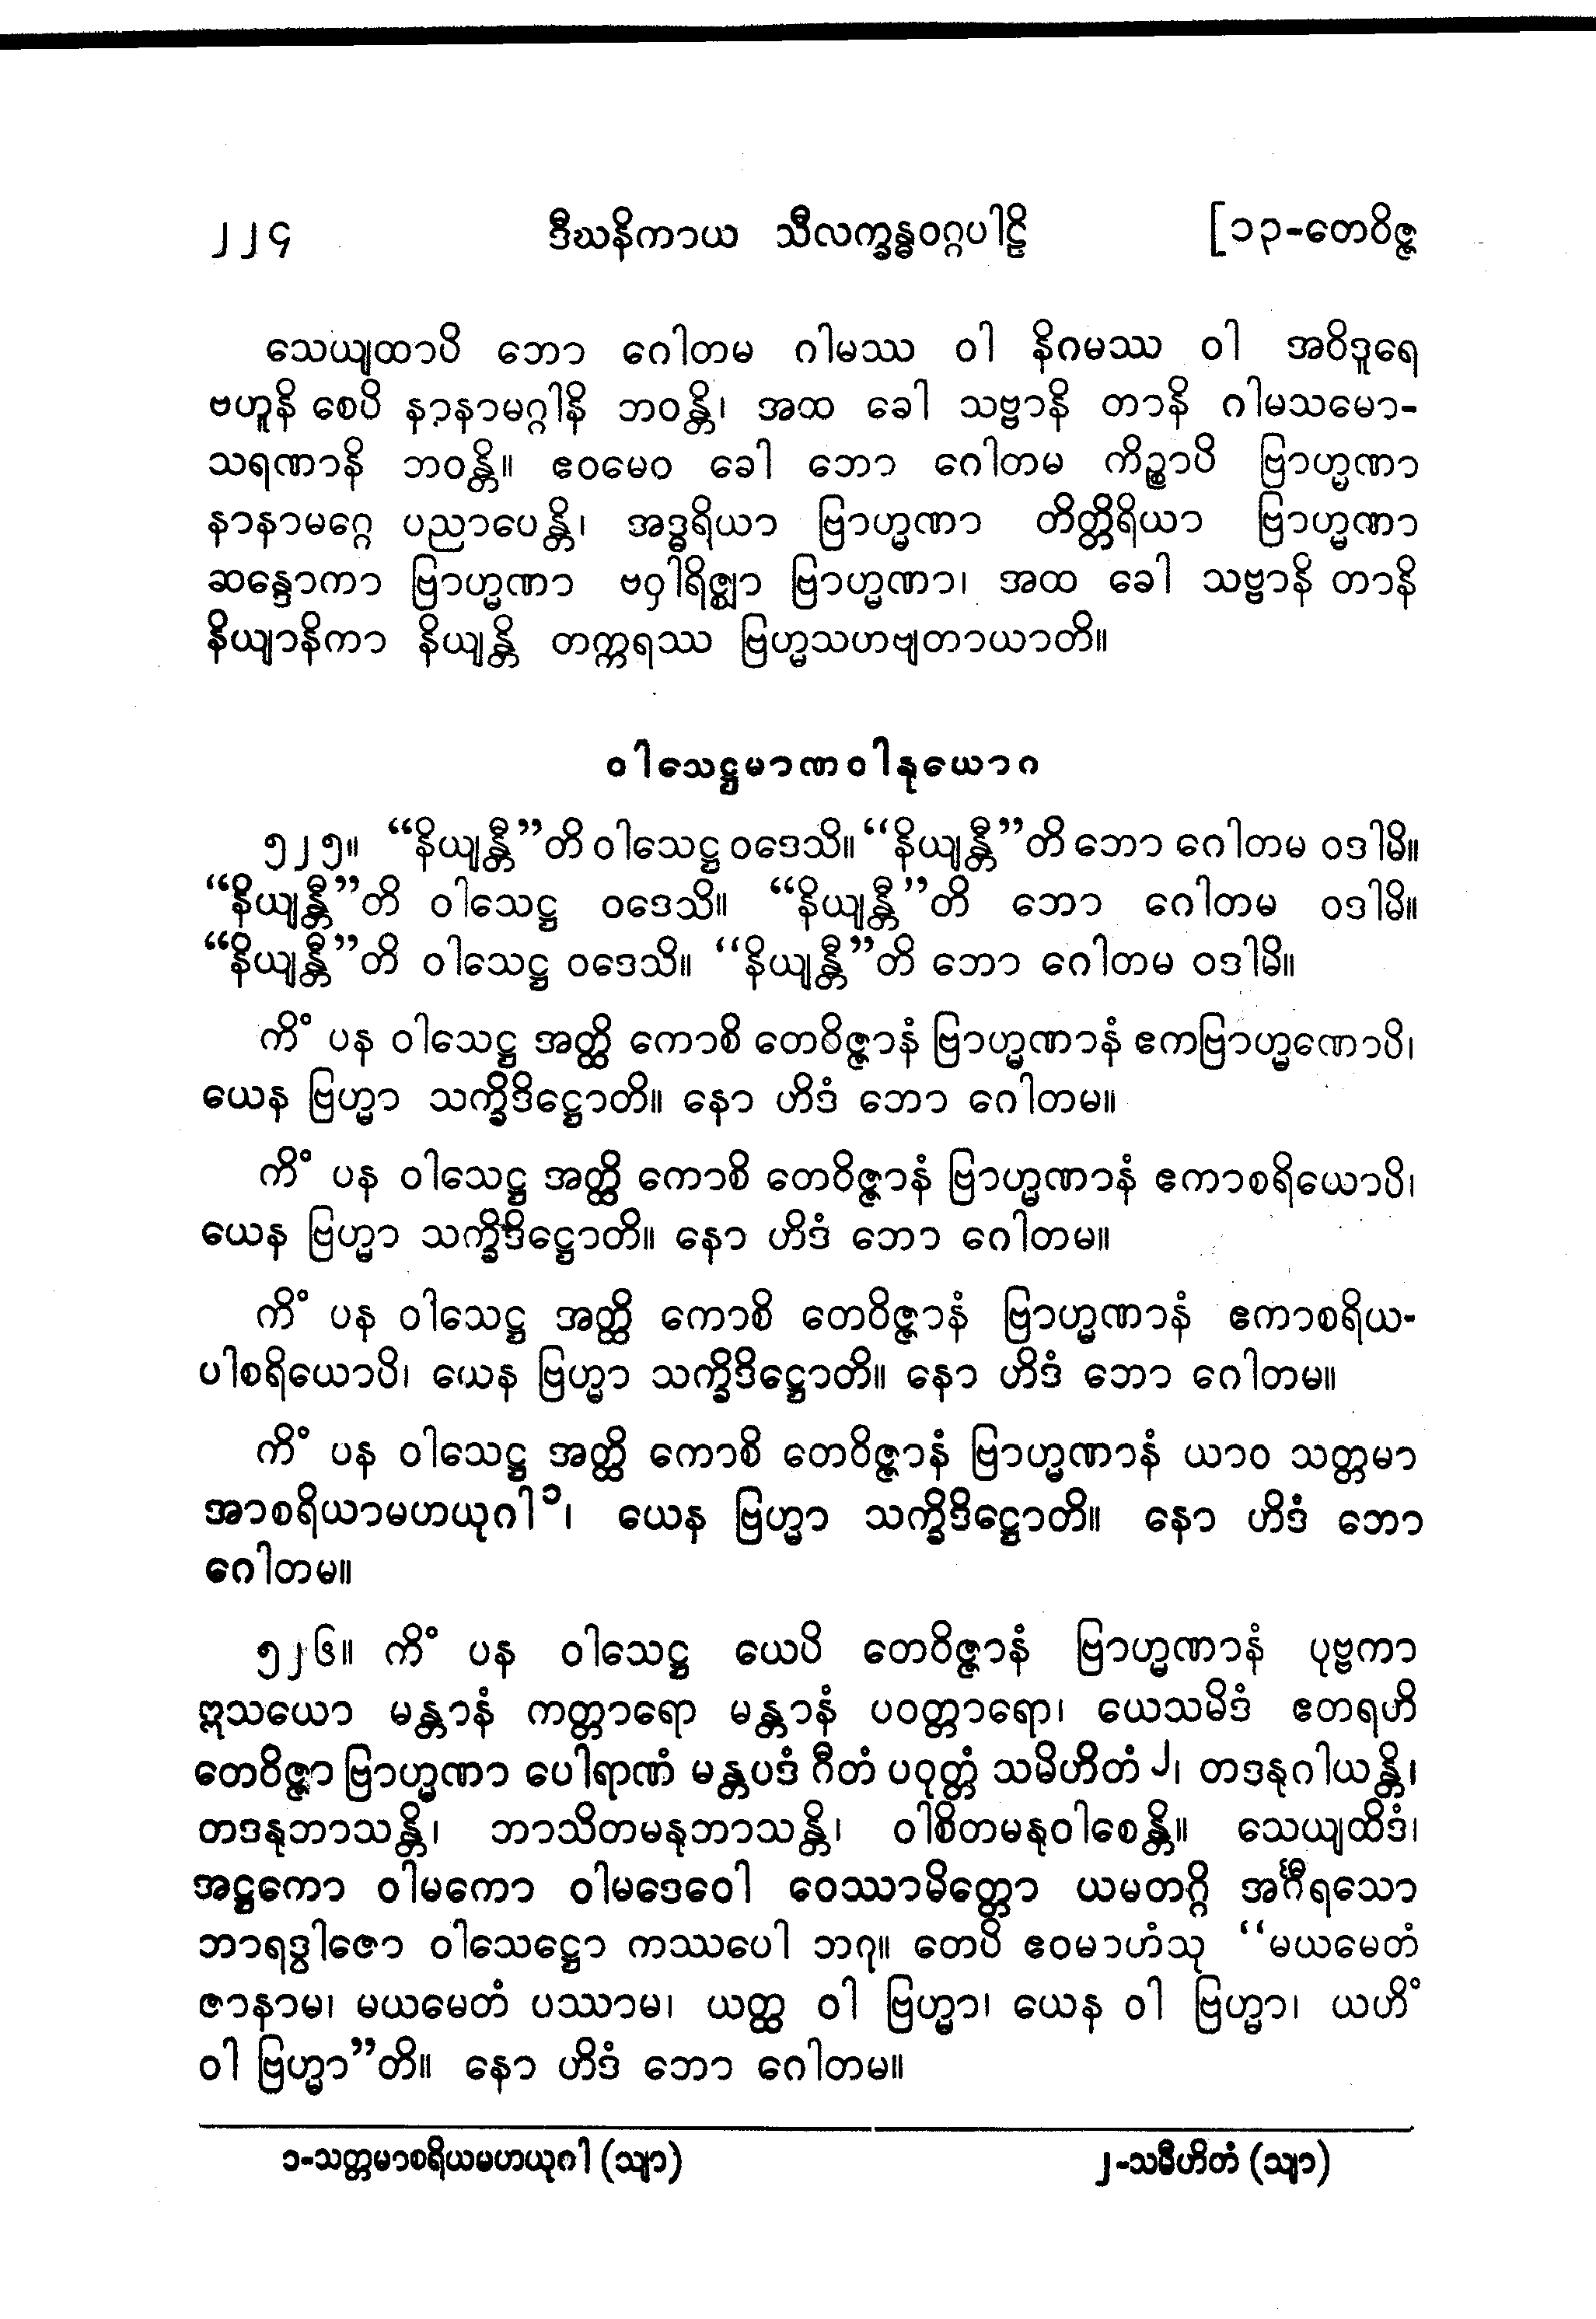 ၂၂၄ ဒီဃနိကာယ သီလက္ခန္ဓဝဂ္ဂပါဠိ [၁၃-တေဝိဇ္ဇ
သေယျထာပိ ဘော ဂေါတမ ဂါမဿ ဝါ နိဂမဿ ဝါ အဝိဒူရေ
ဗဟူနိ စေပိ နာနာမဂ္ဂါနိ ဘဝန္တိ၊ အထ ခေါ သဗ္ဗာနိ တာနိ ဂါမသမော-
သရဏာနိ ဘဝန္တိ။ ဧဝမေဝ ခေါ ဘော ဂေါတမ ကိဉ္စာပိ ဗြာဟ္မဏာ
နာနာမဂ္ဂေ ပညာပေန္တိ၊ အဒ္ဓရိယာ ဗြာဟ္မဏာ တိတ္တိရိယာ ဗြာဟ္မဏာ
ဆန္ဒောကာ ဗြာဟ္မဏာ ဗဝှါရိဇ္ဈာ ဗြာဟ္မဏာ၊ အထ ခေါ သဗ္ဗာနိ တာနိ
နိယျာနိကာ နိယျန္တိ တက္ကရဿ ဗြဟ္မသဟဗျတာယာတိ။
ဝါသေဋ္ဌမာဏဝါနုယောဂ
၅၂၅။ “နိယျန္တီ”တိ ဝါသေဋ္ဌ ဝဒေသိ။ “နိယျန္တီ”တိ ဘော ဂေါတမ ဝဒါမိ။
“နိယျန္တီ”တိ ဝါသေဋ္ဌ ဝဒေသိ။ “နိယျန္တီ”တိ ဘော ဂေါတမ ဝဒါမိ။
“နိယျန္တီ”တိ ဝါသေဋ္ဌ ဝဒေသိ။ “နိယျန္တီ”တိ ဘော ဂေါတမ ဝဒါမိ။
ကိံ ပန ဝါသေဋ္ဌ အတ္ထိ ကောစိ တေဝိဇ္ဇာနံ ဗြာဟ္မဏာနံ ဧကဗြာဟ္မဏောပိ၊
ယေန ဗြဟ္မာ သက္ခိဒိဋ္ဌောတိ။ နော ဟိဒံ ဘော ဂေါတမ။
ကိံ ပန ဝါသေဋ္ဌ အတ္ထိ ကောစိ တေဝိဇ္ဇာနံ ဗြာဟ္မဏာနံ ဧကာစရိယောပိ၊
ယေန ဗြဟ္မာ သက္ခိဒိဋ္ဌောတိ။ နော ဟိဒံ ဘော ဂေါတမ။
ကိံ ပန ဝါသေဋ္ဌ အတ္ထိ ကောစိ တေဝိဇ္ဇာနံ ဗြာဟ္မဏာနံ ဧကာစရိယ-
ပါစရိယောပိ၊ ယေန ဗြဟ္မာ သက္ခိဒိဋ္ဌောတိ။ နော ဟိဒံ ဘော ဂေါတမ။
ကိံ ပန ဝါသေဋ္ဌ အတ္ထိ ကောစိ တေဝိဇ္ဇာနံ ဗြာဟ္မဏာနံ ယာဝ သတ္တမာ
အာစရိယာမဟယုဂါ၁၊ ယေန ဗြဟ္မာ သက္ခိဒိဋ္ဌောတိ။ နော ဟိဒံ ဘော
ဂေါတမ။
၅၂၆။ ကိံ ပန ဝါသေဋ္ဌ ယေပိ တေဝိဇ္ဇာနံ ဗြာဟ္မဏာနံ ပုဗ္ဗကာ
ဣသယော မန္တာနံ ကတ္တာရော မန္တာနံ ပဝတ္တာရော၊ ယေသမိဒံ ဧတရဟိ
တေဝိဇ္ဇာ ဗြာဟ္မဏာ ပေါရာဏံ မန္တပဒံ ဂီတံ ပဝုတ္တံ သမိဟိတံ၂၊ တဒနုဂါယန္တိ၊
တဒနုဘာသန္တိ၊ ဘာသိတမနုဘာသန္တိ၊ ဝါစိတမနုဝါစေန္တိ။ သေယျထိဒံ၊
အဋ္ဌကော ဝါမကော ဝါမဒေဝေါ ဝေဿာမိတ္တော ယမတဂ္ဂိ အင်္ဂီရသော
ဘာရဒွါဇော ဝါသေဋ္ဌော ကဿပေါ ဘဂု။ တေပိ ဧဝမာဟံသု “မယမေတံ
ဇာနာမ၊ မယမေတံ ပဿာမ၊ ယတ္ထ ဝါ ဗြဟ္မာ၊ ယေန ဝါ ဗြဟ္မာ၊ ယဟိံ
ဝါ ဗြဟ္မာ”တိ။ နော ဟိဒံ ဘော ဂေါတမ။
၁-သတ္တမာစရိယမဟယုဂါ (သျာ) ၂-သမီဟိတံ (သျာ)